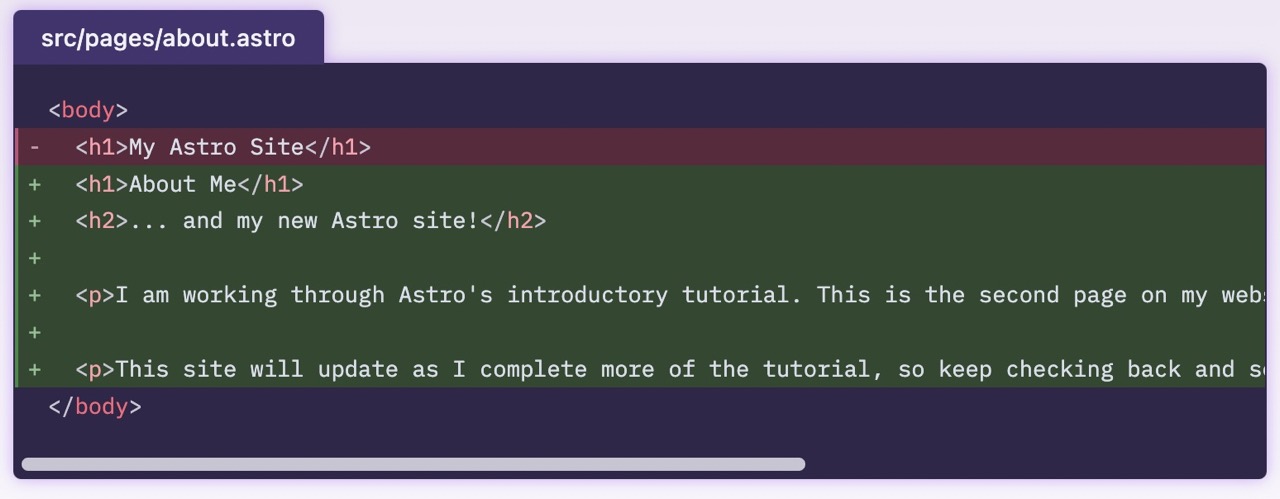 src/pages/about.astro
<body>
-  <h1>My Astro Site</h1>
+  <h1>About Me</h1>
+  <h2>... and my new Astro site!</h2>
+
+  <p>I am working through Astro's introductory tutorial. This is the second page on my
+
+  <p>This site will update as I complete more of the tutorial, so keep checking back and
</body>